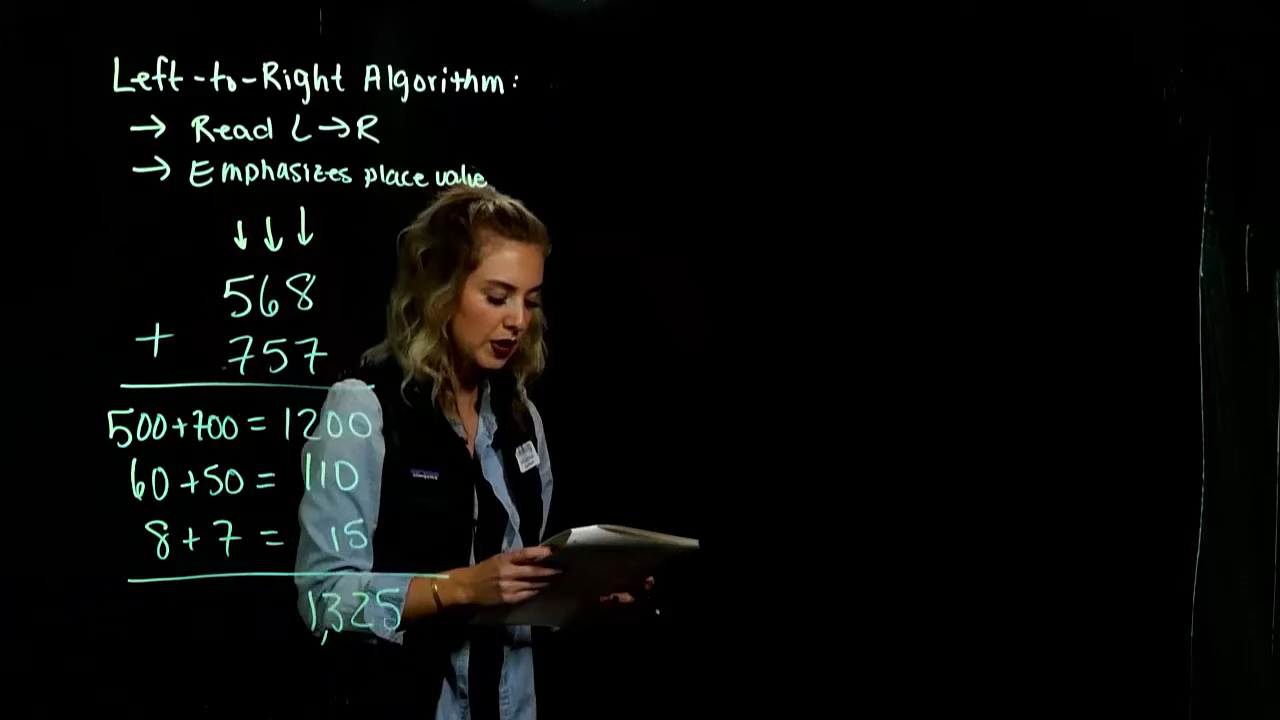 Left-to-Right Algorithm:
→ Read L→R
→ Emphasizes place value
↓ ↓ ↓
568
+ 757
500+700 = 1200
60+50 = 110
8+7 = 15
1,325